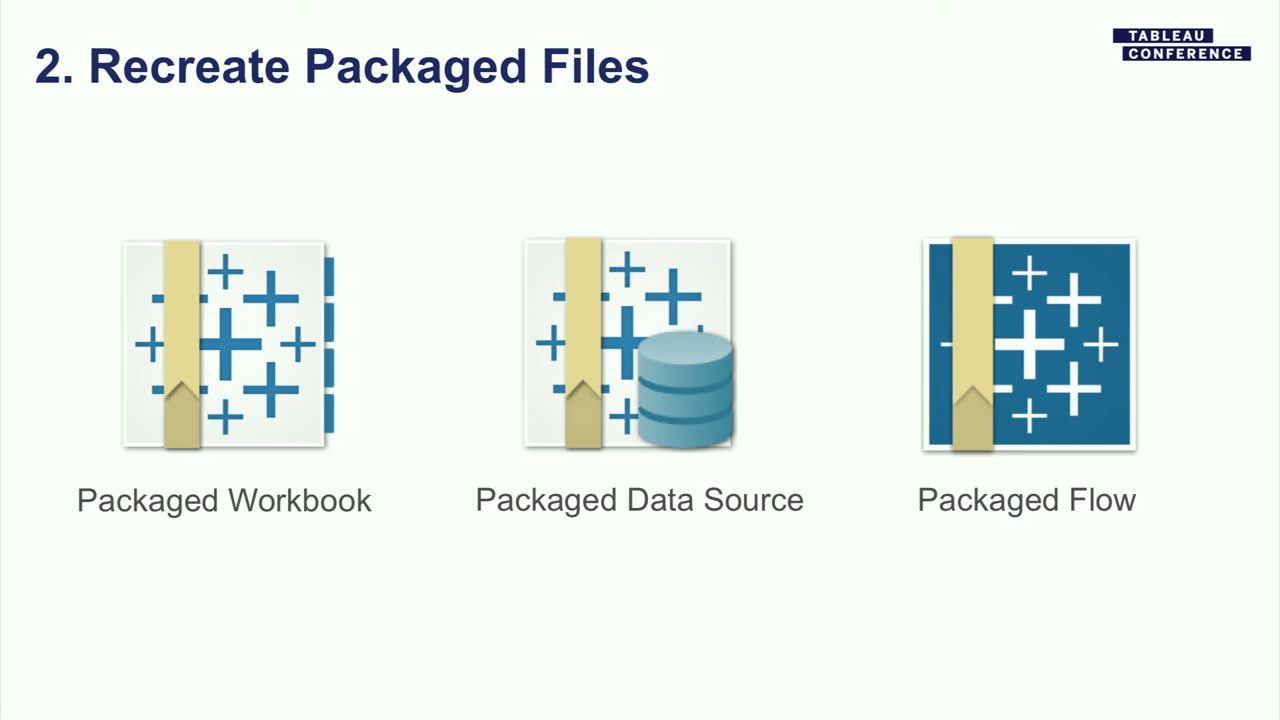 2. Recreate Packaged Files
TABLEAU
CONFERENCE
Packaged Workbook
Packaged Data Source
Packaged Flow